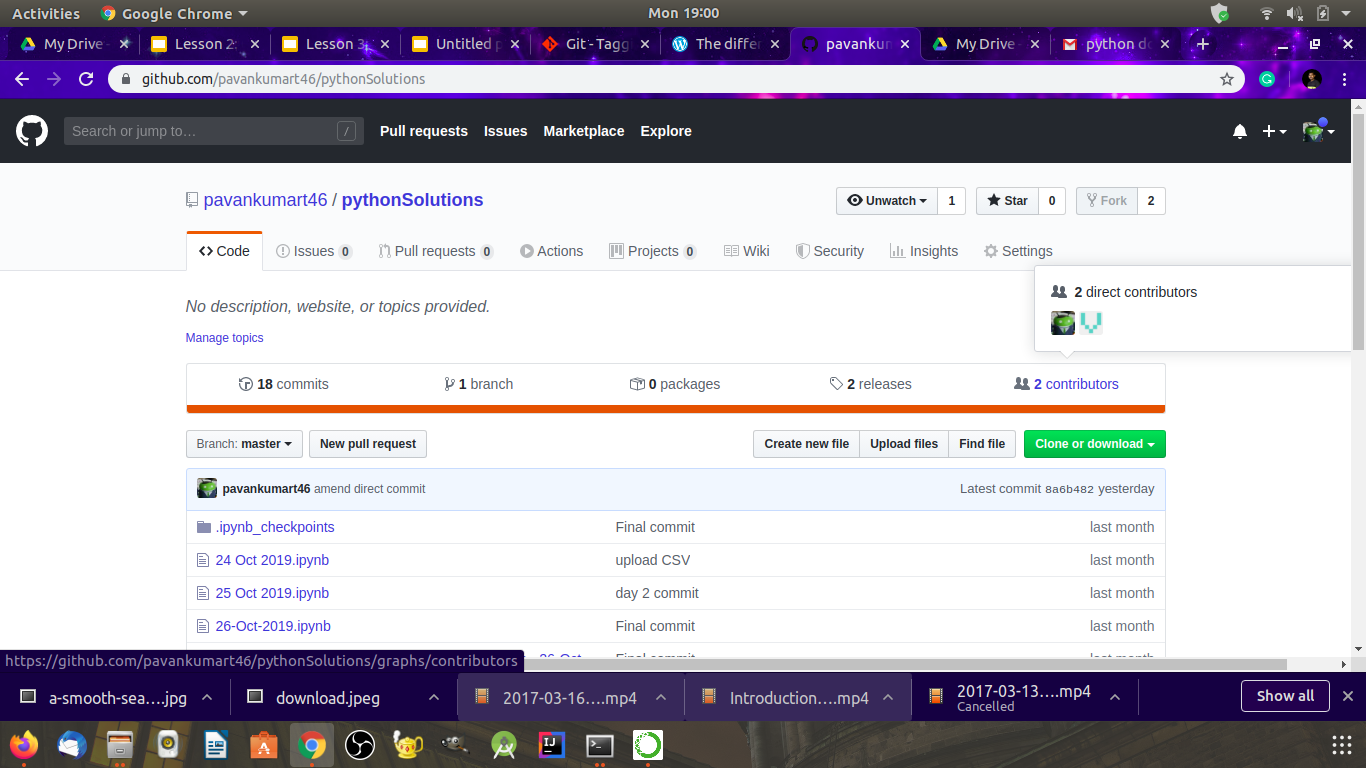 Activities Google Chrome Mon 19:00
My Drive - Lesson 2: Lesson 3. Untitled p Git - Tagg The differ pavankum My Drive - python do
github.com/pavankumart46/pythonSolutions
Search or jump to… / Pull requests Issues Marketplace Explore
pavankumart46 / pythonSolutions Unwatch 1 Star 0 Fork 2
Code Issues 0 Pull requests 0 Actions Projects 0 Wiki Security Insights Settings
2 direct contributors
No description, website, or topics provided.
Manage topics
18 commits 1 branch 0 packages 2 releases 2 contributors
Branch: master New pull request Create new file Upload files Find file Clone or download
pavankumart46 amend direct commit Latest commit 8a6b482 yesterday
.ipynb_checkpoints Final commit last month
24 Oct 2019.ipynb upload CSV last month
25 Oct 2019.ipynb day 2 commit last month
26-Oct-2019.ipynb Final commit last month
Final commit last month
https://github.com/pavankumart46/pythonSolutions/graphs/contributors
a-smooth-sea….jpg download.jpeg 2017-03-16….mp4 Introduction….mp4 2017-03-13….mp4 Show all
Cancelled